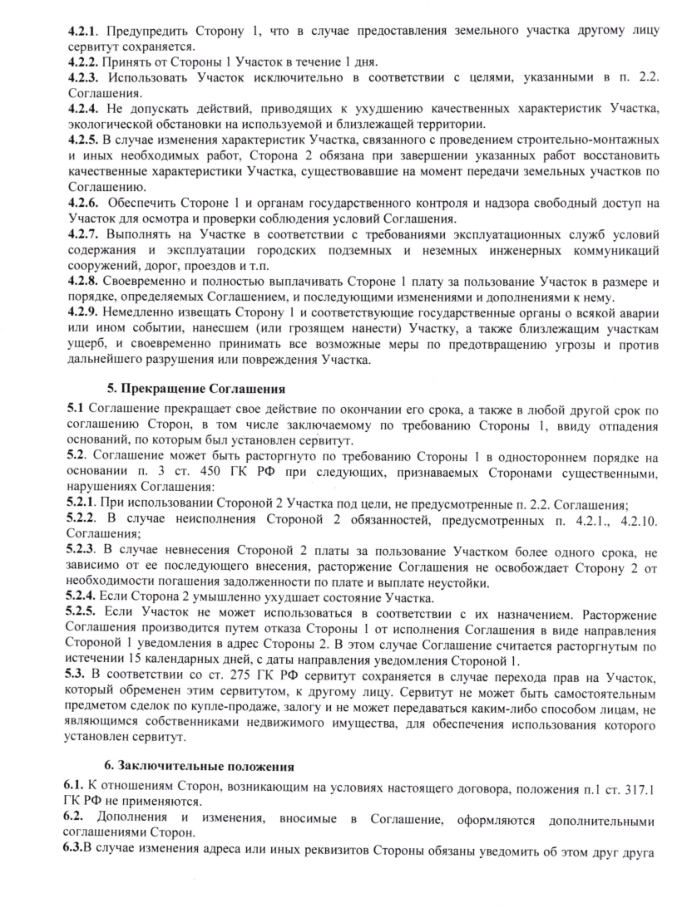 4.2.1. Предупредить Сторону 1, что в случае предоставления земельного участка другому лицу
сервитут сохраняется.
4.2.2. Принять от Стороны 1 Участок в течение 1 дня.
4.2.3. Использовать Участок исключительно в соответствии с целями, указанными в п. 2.2.
Соглашения.
4.2.4. Не допускать действий, приводящих к ухудшению качественных характеристик Участка,
экологической обстановки на используемой и близлежащей территории.
4.2.5. В случае изменения характеристик Участка, связанного с проведением строительно-монтажных
и иных необходимых работ, Сторона 2 обязана при завершении указанных работ восстановить
качественные характеристики Участка, существовавшие на момент передачи земельных участков по
Соглашению.
4.2.6. Обеспечить Стороне 1 и органам государственного контроля и надзора свободный доступ на
Участок для осмотра и проверки соблюдения условий Соглашения.
4.2.7. Выполнять на Участке в соответствии с требованиями эксплуатационных служб условий
содержания и эксплуатации городских подземных и неземных инженерных коммуникаций
сооружений, дорог, проездов и т.п.
4.2.8. Своевременно и полностью выплачивать Стороне 1 плату за пользование Участок в размере и
порядке, определяемых Соглашением, и последующими изменениями и дополнениями к нему.
4.2.9. Немедленно извещать Сторону 1 и соответствующие государственные органы о всякой аварии
или ином событии, нанесшем (или грозящем нанести) Участку, а также близлежащим участкам
ущерб, и своевременно принимать все возможные меры по предотвращению угрозы и против
дальнейшего разрушения или повреждения Участка.
5. Прекращение Соглашения
5.1 Соглашение прекращает свое действие по окончании его срока, а также в любой другой срок по
соглашению Сторон, в том числе заключаемому по требованию Стороны 1, ввиду отпадения
оснований, по которым был установлен сервитут.
5.2. Соглашение может быть расторгнуто по требованию Стороны 1 в одностороннем порядке на
основании п. 3 ст. 450 ГК РФ при следующих, признаваемых Сторонами существенными,
нарушениях Соглашения:
5.2.1. При использовании Стороной 2 Участка под цели, не предусмотренные п. 2.2. Соглашения;
5.2.2. В случае неисполнения Стороной 2 обязанностей, предусмотренных п. 4.2.1., 4.2.10.
Соглашения;
5.2.3. В случае невнесения Стороной 2 платы за пользование Участком более одного срока, не
зависимо от ее последующего внесения, расторжение Соглашения не освобождает Сторону 2 от
необходимости погашения задолженности по плате и выплате неустойки.
5.2.4. Если Сторона 2 умышленно ухудшает состояние Участка.
5.2.5. Если Участок не может использоваться в соответствии с их назначением. Расторжение
Соглашения производится путем отказа Стороны 1 от исполнения Соглашения в виде направления
Стороной 1 уведомления в адрес Стороны 2. В этом случае Соглашение считается расторгнутым по
истечении 15 календарных дней, с даты направления уведомления Стороной 1.
5.3. В соответствии со ст. 275 ГК РФ сервитут сохраняется в случае перехода прав на Участок,
который обременен этим сервитутом, к другому лицу. Сервитут не может быть самостоятельным
предметом сделок по купле-продаже, залогу и не может передаваться каким-либо способом лицам, не
являющимся собственниками недвижимого имущества, для обеспечения использования которого
установлен сервитут.
6. Заключительные положения
6.1. К отношениям Сторон, возникающим на условиях настоящего договора, положения п.1 ст. 317.1
ГК РФ не применяются.
6.2. Дополнения и изменения, вносимые в Соглашение, оформляются дополнительными
соглашениями Сторон.
6.3.В случае изменения адреса или иных реквизитов Стороны обязаны уведомить об этом друг друга